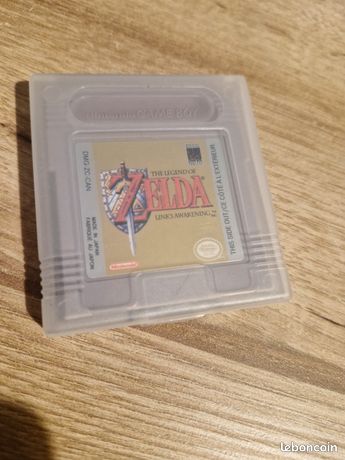 Nintendo GAME BOY
DMG-ZL-CAN
THE LEGEND OF
ZELDA
LINK'S AWAKENING
MADE IN JAPAN
FABRIQUÉ AU JAPON
Nintendo
THIS SIDE OUT/CE CÔTÉ A L'EXTÉRIEUR
leboncoin